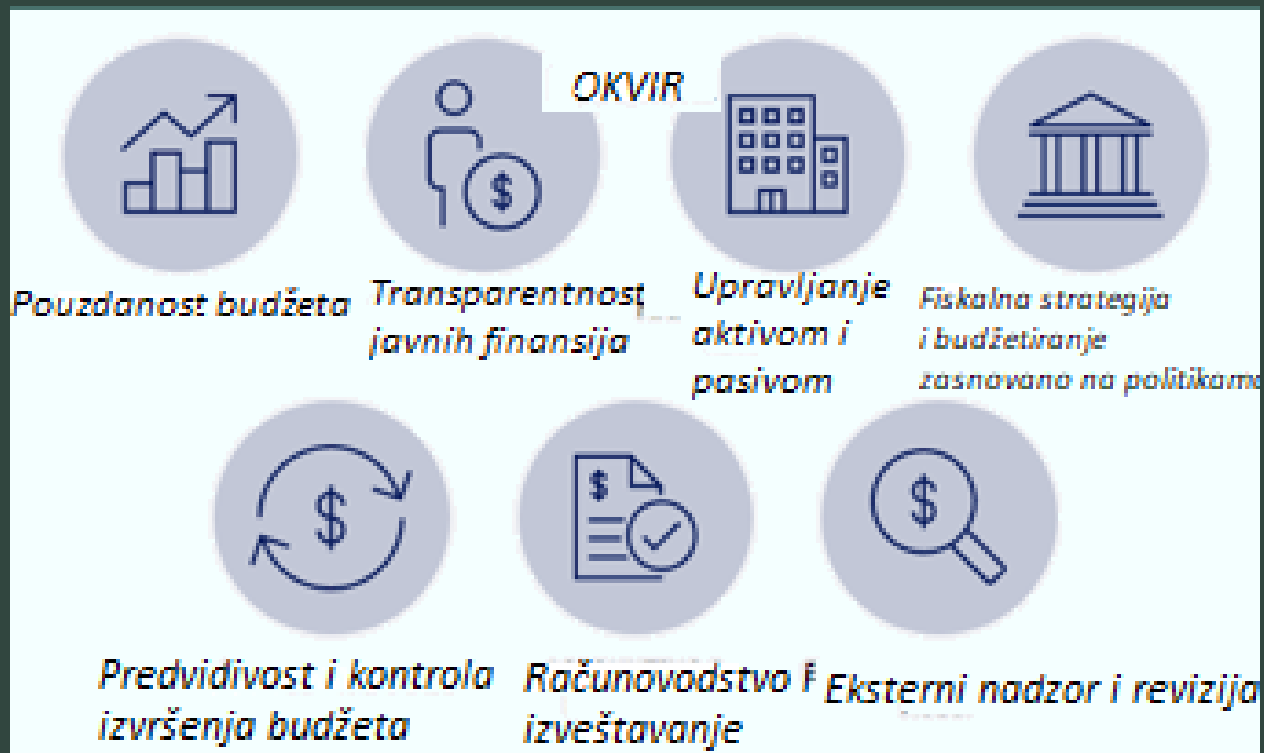 OKVIR
Pouzdanost budžeta
Transparentnost
javnih finansija
Upravljanje
aktivom i
pasivom
Fiskalna strategija
i budžetiranje
zasnovano na politikama
Predvidivost i kontrola
izvršenja budžeta
Računovodstvo i
izveštavanje
Eksterni nadzor i revizija